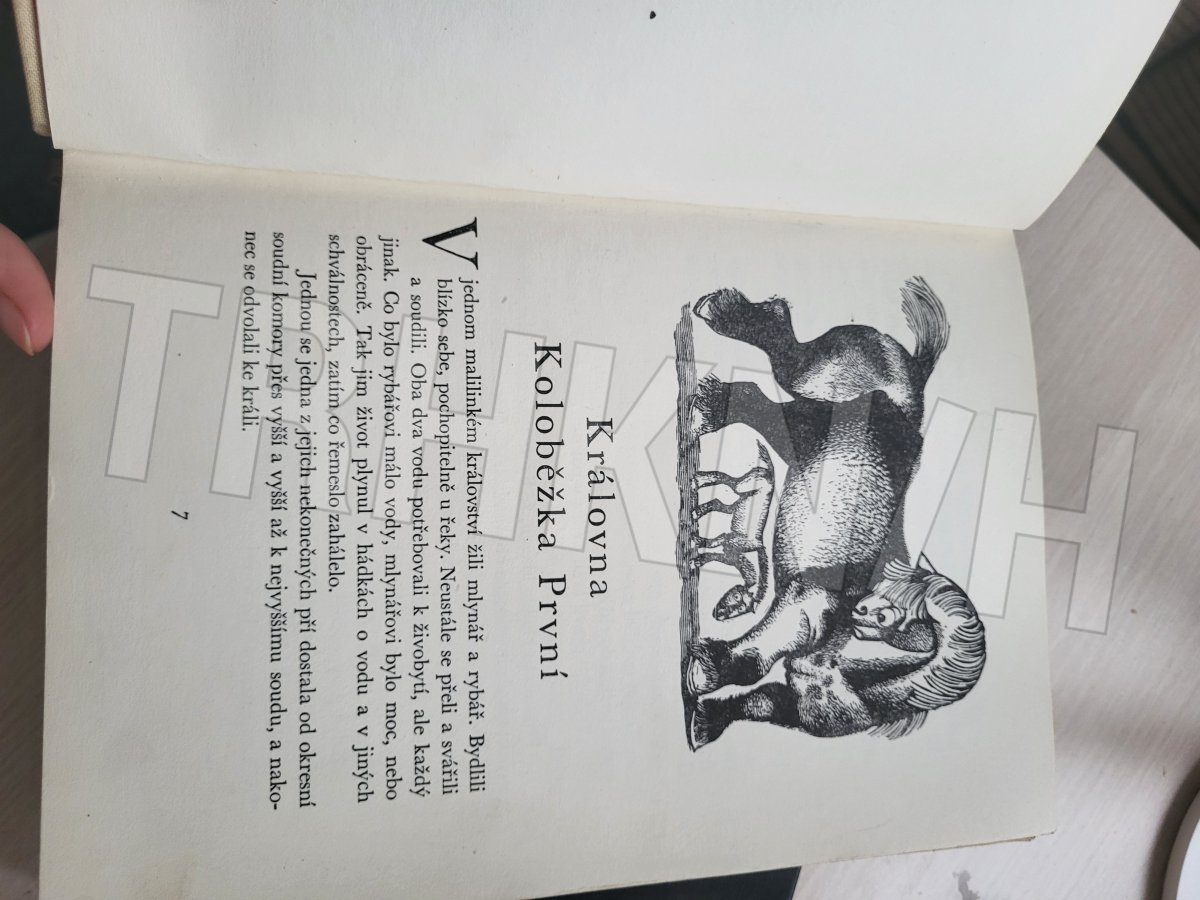 Královna
Koloběžka První
V jednom malilinkém království žili mlynář a rybář. Bydlili
blízko sebe, pochopitelně u řeky. Neustále se přeli a svářili
a soudili. Oba dva vodu potřebovali k živobytí, ale každý
jinak. Co bylo rybářovi málo vody, mlynářovi bylo moc, nebo
obráceně. Tak jim život plynul v hádkách o vodu a v jiných
schválnostech, zatím co řemeslo zahálelo.
Jednou se jedna z jejich nekonečných pří dostala od okresní
soudní komory přes vyšší a vyšší až k nejvyššímu soudu, a nako-
nec se odvolali ke králi.
7
TRHKNIH